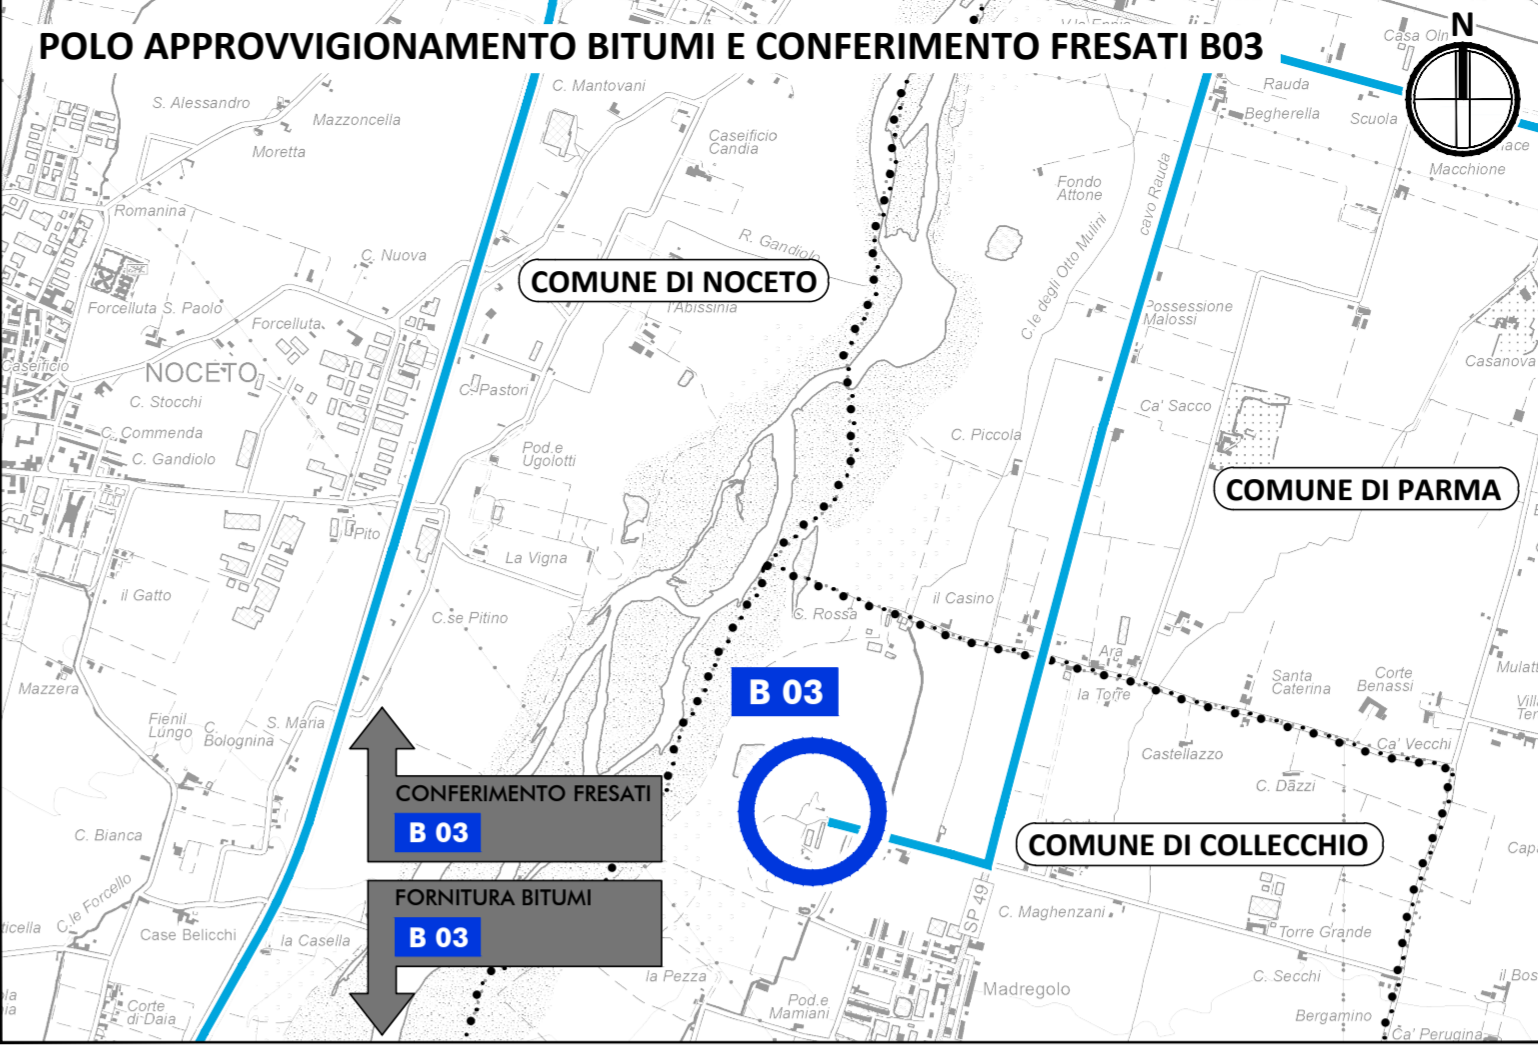 POLO APPROVVIGIONAMENTO BITUMI E CONFERIMENTO FRESATI B03
N
Casa Oln
S. Alessandro
Mazzoncella
Moretta
C. Mantovani
Caseificio
Candia
Rauda
Begherella
Scuola
Macchione
Romanina
Fondo
Attone
cavo Rauda
C. Nuova
R. Gandiolo
COMUNE DI NOCETO
C.le degli Otto Mulini
Forcelluta S. Paolo
Forcelluta
l'Abissinia
Possessione
Malossi
Caseificio
NOCETO
Casanova
C. Stocchi
C. Pastori
Ca' Sacco
C. Commenda
C. Gandiolo
Pod.e
Ugolotti
C. Piccola
COMUNE DI PARMA
Pito
La Vigna
il Gatto
C.se Pitino
C. Rossa
il Casino
Ara
la Torre
Santa
Caterina
Corte
Benassi
Mazzera
B 03
Fienil
Lungo
C.
Bolognina
S. Maria
Castellazzo
Ca' Vecchi
C. Dazzi
CONFERIMENTO FRESATI
B 03
C. Bianca
COMUNE DI COLLECCHIO
FORNITURA BITUMI
B 03
C.le Forcello
Case Belicchi
la Casella
SP 49
C. Maghenzani
Torre Grande
la Pezza
C. Secchi
il Bos
Madregolo
Corte
di Daia
Pod.e
Mamiani
Bergamino
Ca' Perugina